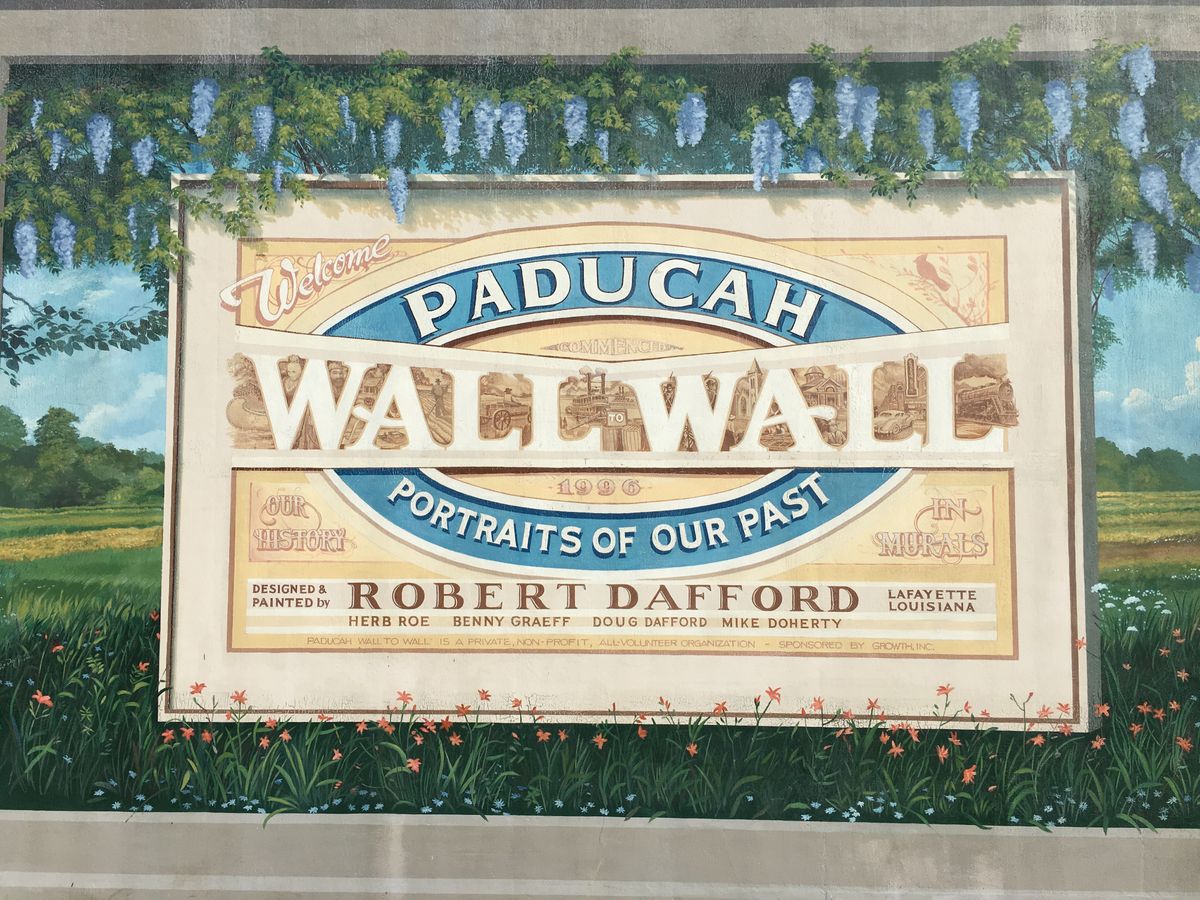 Welcome
PADUCAH
COMMENCED
WALL TO WALL
1996
PORTRAITS OF OUR PAST
OUR
HISTORY
IN
MURALS
DESIGNED &
PAINTED by
ROBERT DAFFORD
LAFAYETTE
LOUISIANA
HERB ROE BENNY GRAEFF DOUG DAFFORD MIKE DOHERTY
PADUCAH WALL TO WALL IS A PRIVATE, NON-PROFIT, ALL-VOLUNTEER ORGANIZATION - SPONSORED BY GROWTH, INC.